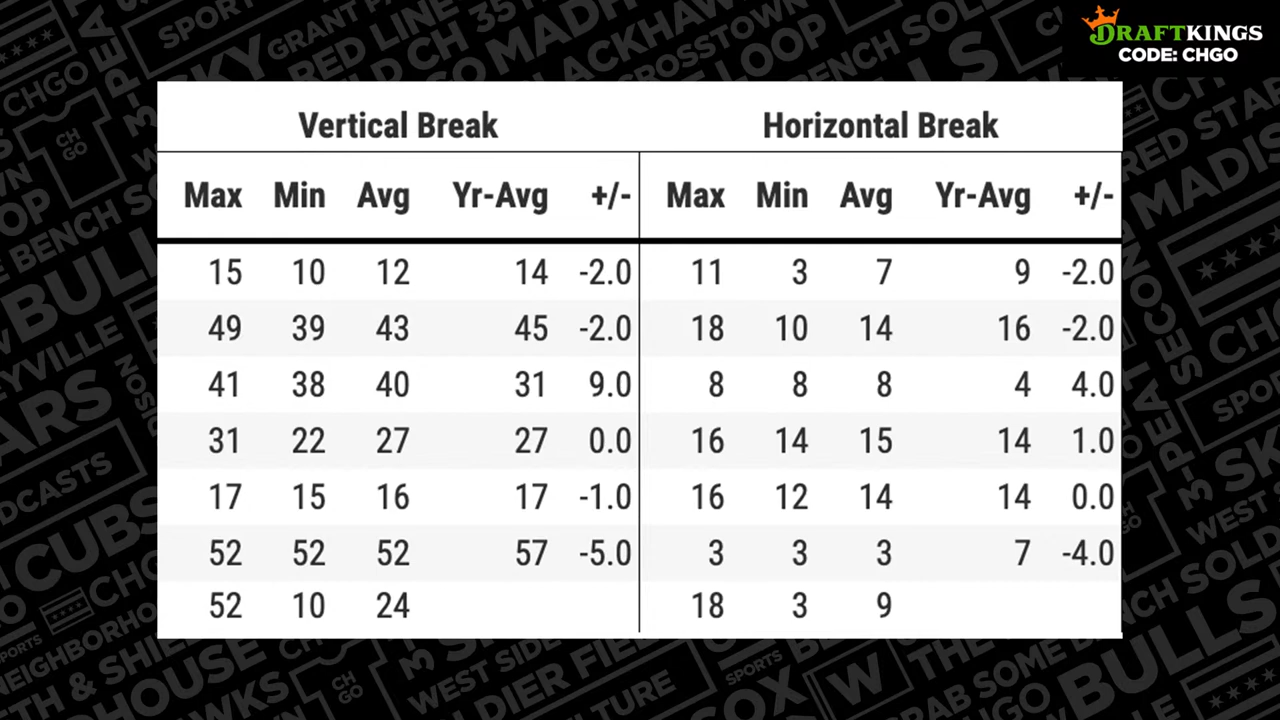 DRAFTKINGS
CODE: CHGO
Vertical Break Horizontal Break
Max Min Avg Yr-Avg +/- Max Min Avg Yr-Avg +/-
15 10 12 14 -2.0 11 3 7 9 -2.0
49 39 43 45 -2.0 18 10 14 16 -2.0
41 38 40 31 9.0 8 8 8 4 4.0
31 22 27 27 0.0 16 14 15 14 1.0
17 15 16 17 -1.0 16 12 14 14 0.0
52 52 52 57 -5.0 3 3 3 7 -4.0
52 10 24 18 3 9